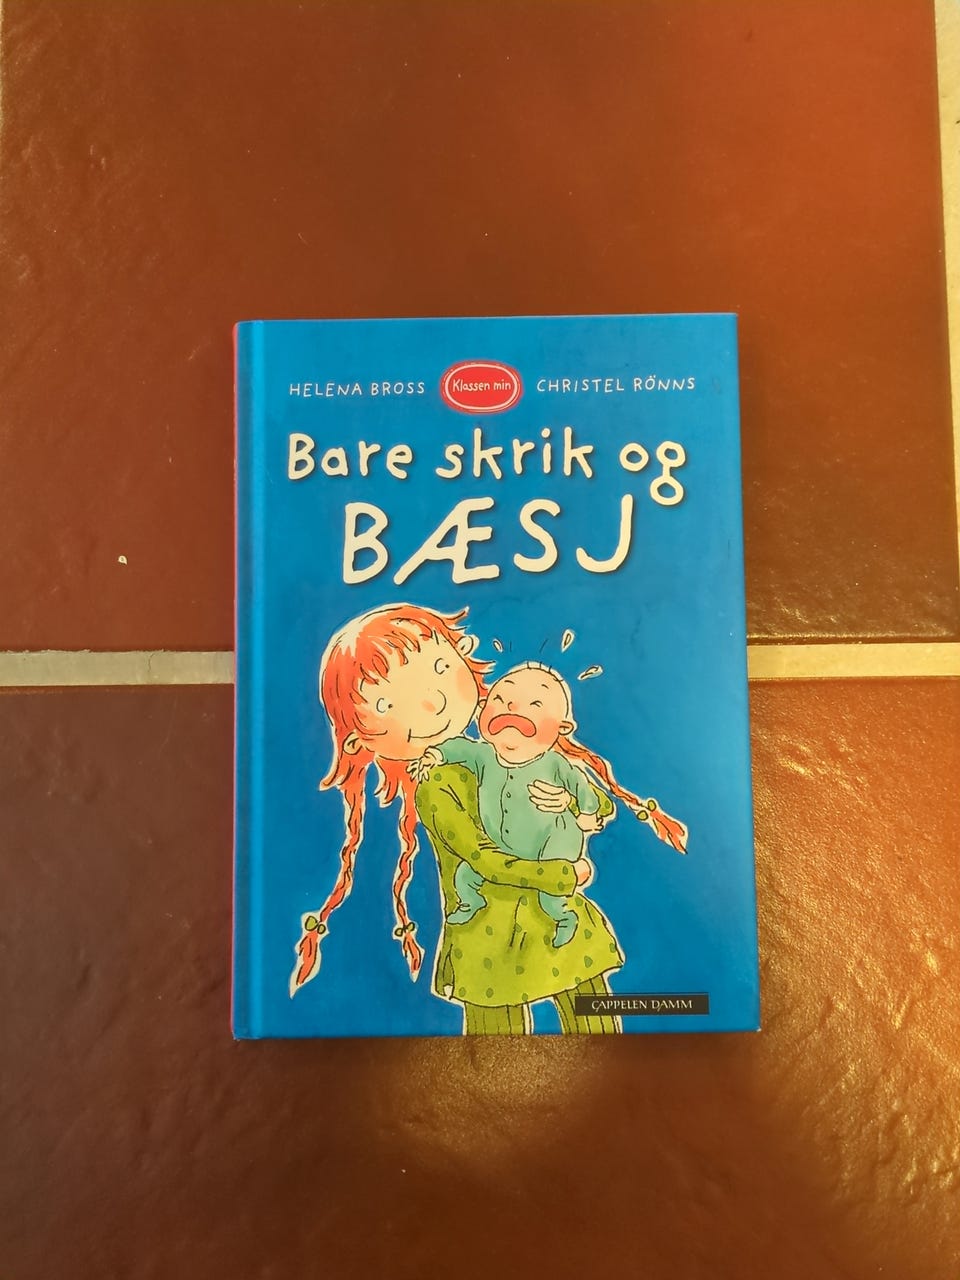 HELENA BROSS Klassen min CHRISTEL RÖNNS
Bare skrik og
BÆSJ
CAPPELEN DAMM